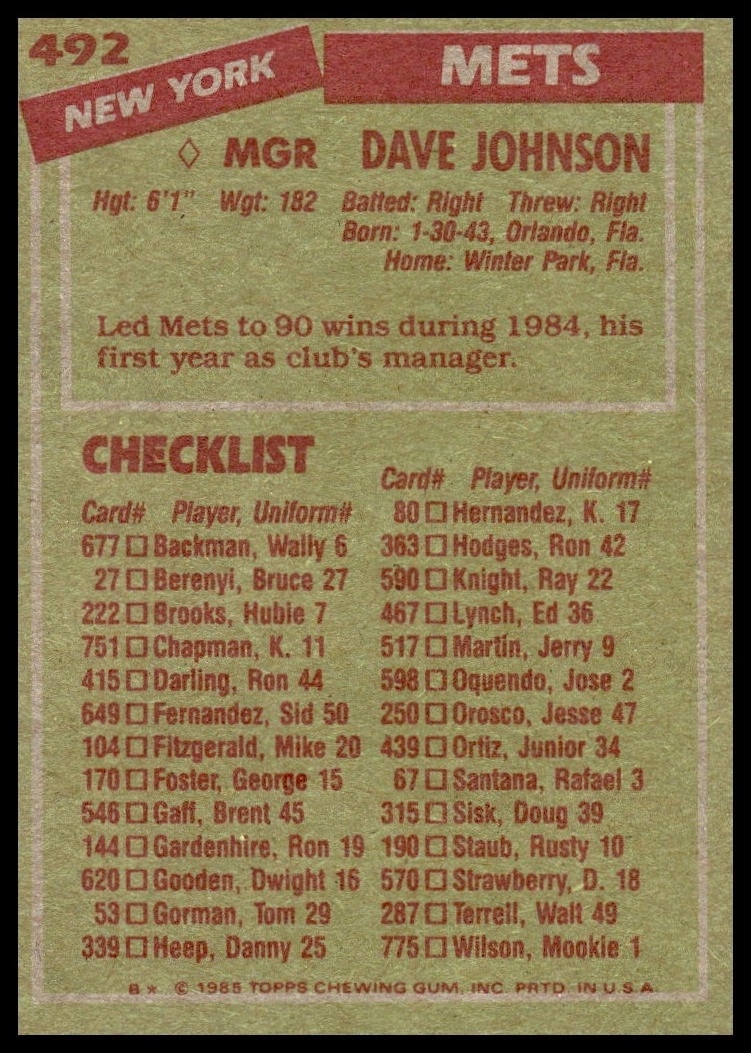 492
NEW YORK
METS
MGR DAVE JOHNSON
Hgt: 6'1" Wgt: 182 Batted: Right Threw: Right
Born: 1-30-43, Orlando, Fla.
Home: Winter Park, Fla.
Led Mets to 90 wins during 1984, his
first year as club's manager.
CHECKLIST
Card# Player, Uniform#
677 Backman, Wally 6
27 Berenyi, Bruce 27
222 Brooks, Hubie 7
751 Chapman, K. 11
415 Darling, Ron 44
649 Fernandez, Sid 50
104 Fitzgerald, Mike 20
170 Foster, George 15
546 Gaff, Brent 45
144 Gardenhire, Ron 19
620 Gooden, Dwight 16
53 Gorman, Tom 29
339 Heep, Danny 25
Card# Player, Uniform#
80 Hernandez, K. 17
363 Hodges, Ron 42
590 Knight, Ray 22
467 Lynch, Ed 36
517 Martin, Jerry 9
598 Oquendo, Jose 2
250 Orosco, Jesse 47
439 Ortiz, Junior 34
67 Santana, Rafael 3
315 Sisk, Doug 39
190 Staub, Rusty 10
570 Strawberry, D. 18
287 Terrell, Walt 49
775 Wilson, Mookie 1
B* © 1985 TOPPS CHEWING GUM, INC. PRTD. IN U.S.A.